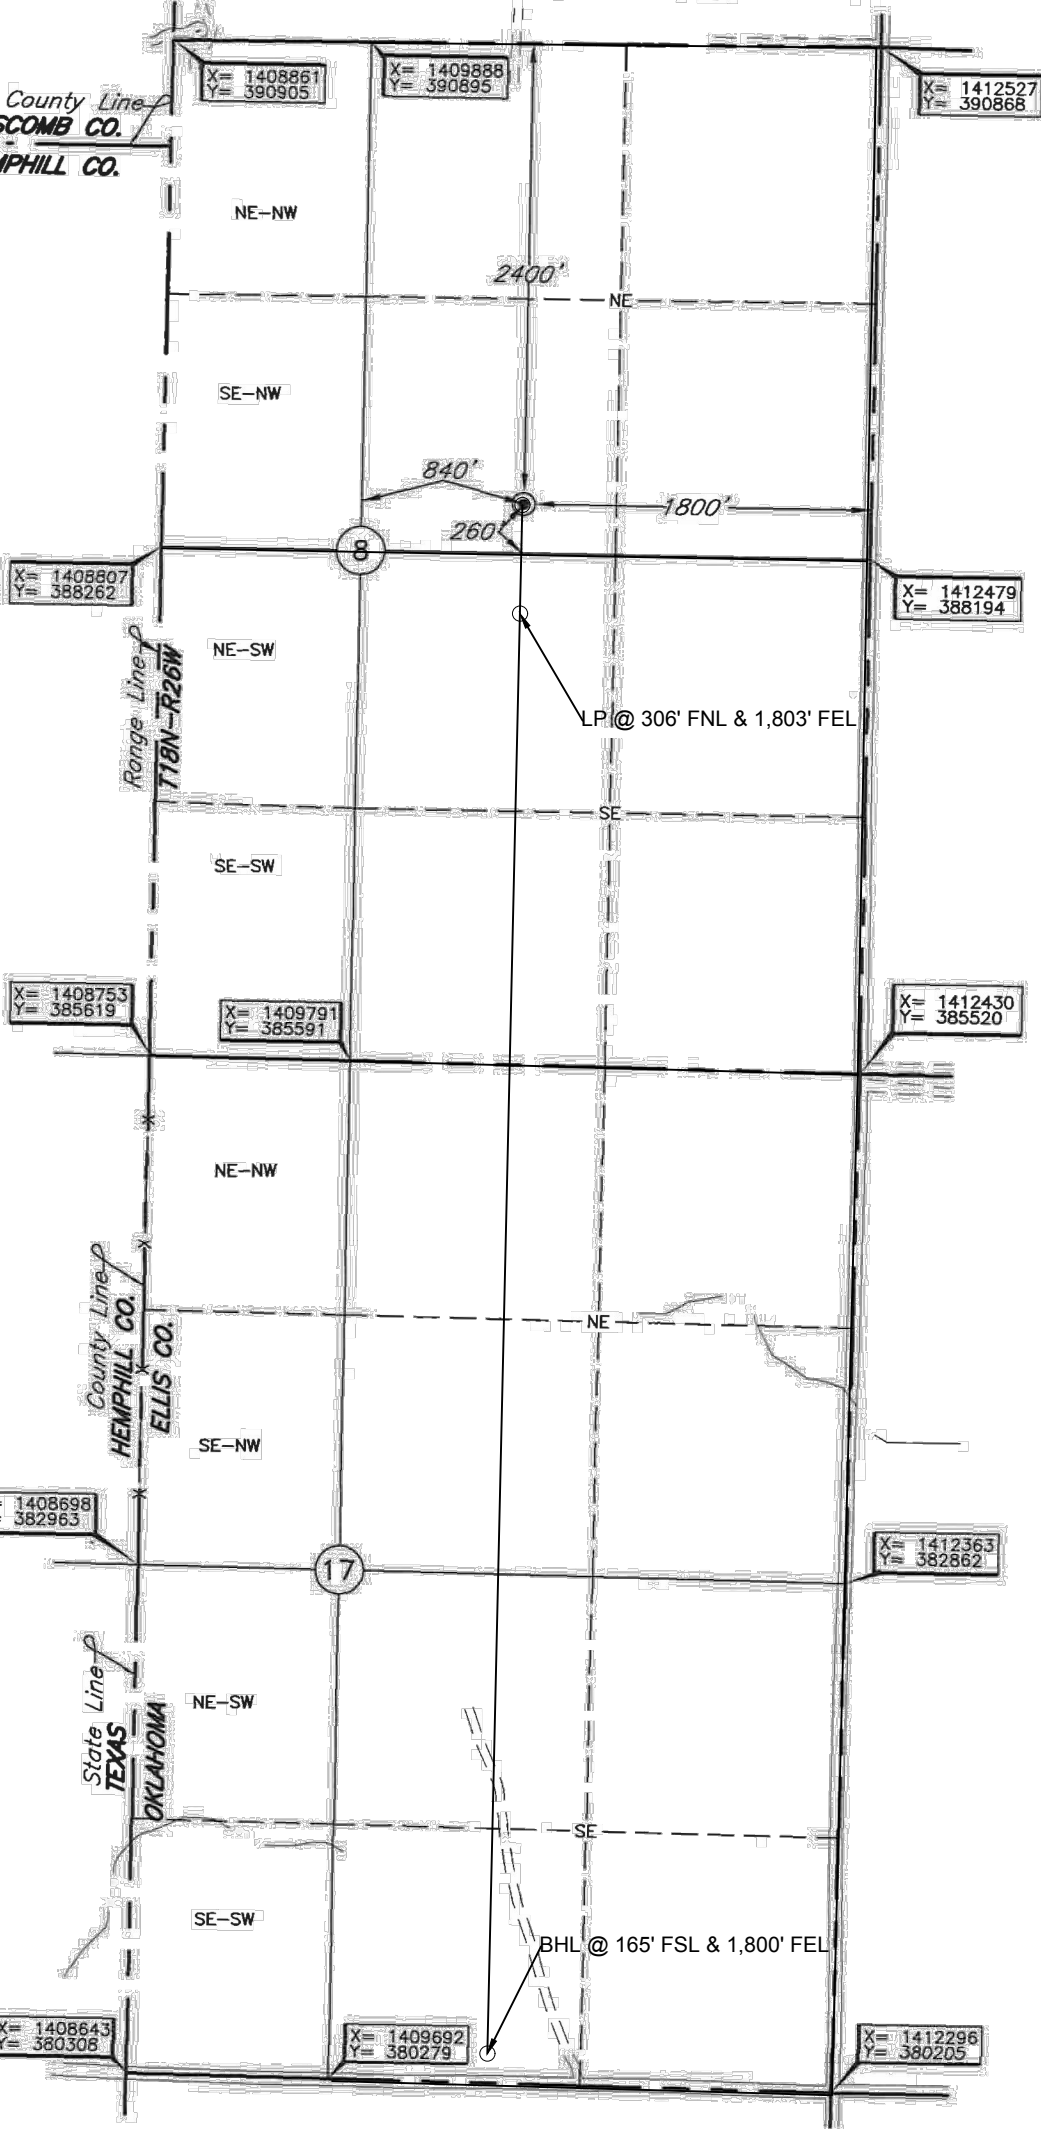 X= 1408861
Y= 390905
X= 1409888
Y= 390895
X= 1412527
Y= 390868
County Line
SCOMB CO.
MPHILL CO.
NE-NW
2400'
NE
SE-NW
840'
1800'
260'
8
X= 1408807
Y= 388262
X= 1412479
Y= 388194
NE-SW
Range Line
T18N-R26W
LP @ 306' FNL & 1,803' FEL
SE
SE-SW
X= 1408753
Y= 385619
X= 1409791
Y= 385591
X= 1412430
Y= 385520
NE-NW
County Line
HEMPHILL CO.
ELLIS CO.
NE
SE-NW
= 1408698
= 382963
X= 1412363
Y= 382862
17
State Line
TEXAS
OKLAHOMA
NE-SW
SE
SE-SW
BHL @ 165' FSL & 1,800' FEL
X= 1408643
Y= 380308
X= 1409692
Y= 380279
X= 1412296
Y= 380205